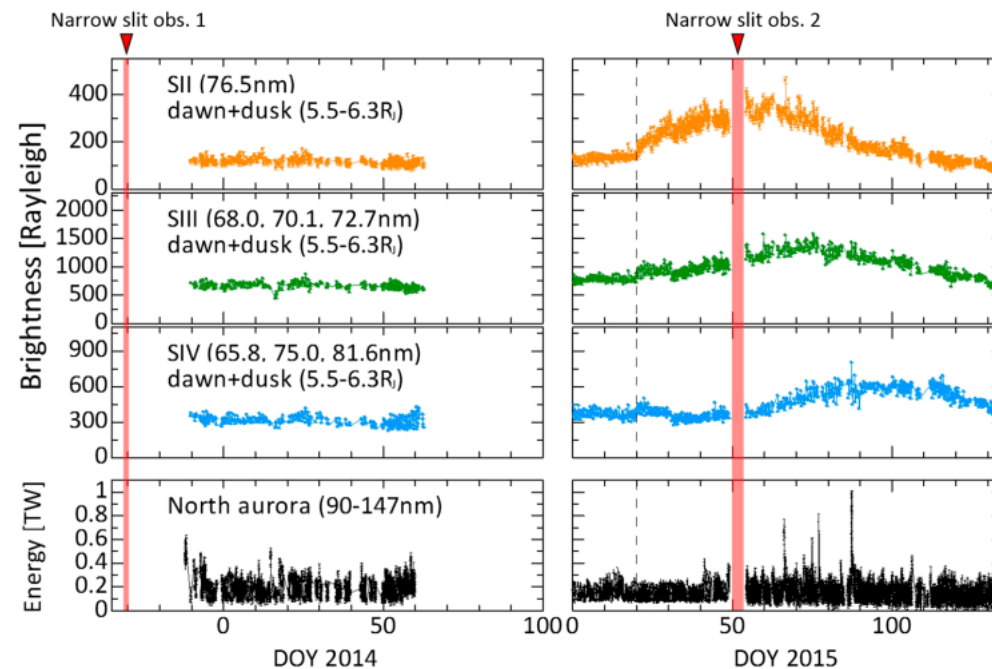 Narrow slit obs. 1
Narrow slit obs. 2
Brightness [Rayleigh]
SII (76.5nm)
dawn+dusk (5.5-6.3RJ)
400
200
0
SIII (68.0, 70.1, 72.7nm)
dawn+dusk (5.5-6.3RJ)
2000
1500
1000
500
0
SIV (65.8, 75.0, 81.6nm)
dawn+dusk (5.5-6.3RJ)
900
600
300
0
Energy [TW]
North aurora (90-147nm)
1
0.8
0.6
0.4
0.2
0
0 50 100 0 50 100
DOY 2014
DOY 2015